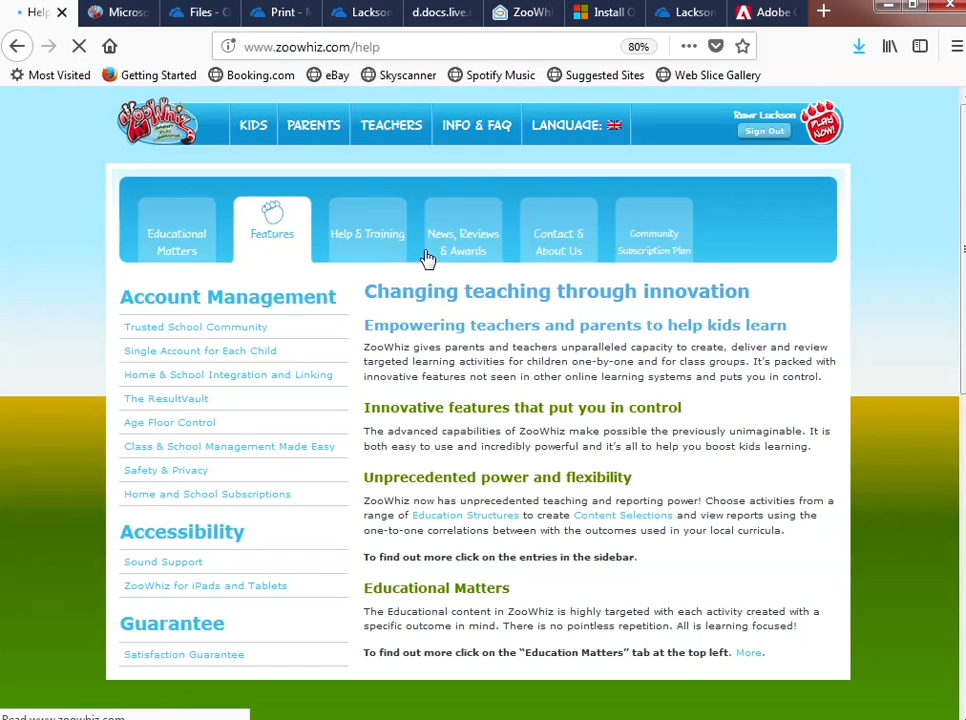 Help
Microso
Files - O
Print - M
Lackson
d.docs.live.n
ZooWhi
Install O
Lackson
Adobe C
www.zoowhiz.com/help
80%
Most Visited
Getting Started
Booking.com
eBay
Skyscanner
Spotify Music
Suggested Sites
Web Slice Gallery
ZooWhiz
KIDS
PARENTS
TEACHERS
INFO & FAQ
LANGUAGE:
Rawr Luckson
Sign Out
PLAY NOW!
Educational Matters
Features
Help & Training
News, Reviews & Awards
Contact & About Us
Community Subscription Plan
Account Management
Trusted School Community
Single Account for Each Child
Home & School Integration and Linking
The ResultVault
Age Floor Control
Class & School Management Made Easy
Safety & Privacy
Home and School Subscriptions
Accessibility
Sound Support
ZooWhiz for iPads and Tablets
Guarantee
Satisfaction Guarantee
Changing teaching through innovation
Empowering teachers and parents to help kids learn
ZooWhiz gives parents and teachers unparalleled capacity to create, deliver and review
targeted learning activities for children one-by-one and for class groups. It's packed with
innovative features not seen in other online learning systems and puts you in control.
Innovative features that put you in control
The advanced capabilities of ZooWhiz make possible the previously unimaginable. It is
both easy to use and incredibly powerful and it's all to help you boost kids learning.
Unprecedented power and flexibility
ZooWhiz now has unprecedented teaching and reporting power! Choose activities from a
range of Education Structures to create Content Selections and view reports using the
one-to-one correlations between with the outcomes used in your local curricula.
To find out more click on the entries in the sidebar.
Educational Matters
The Educational content in ZooWhiz is highly targeted with each activity created with a
specific outcome in mind. There is no pointless repetition. All is learning focused!
To find out more click on the “Education Matters” tab at the top left. More.
Read www.zoowhiz.com